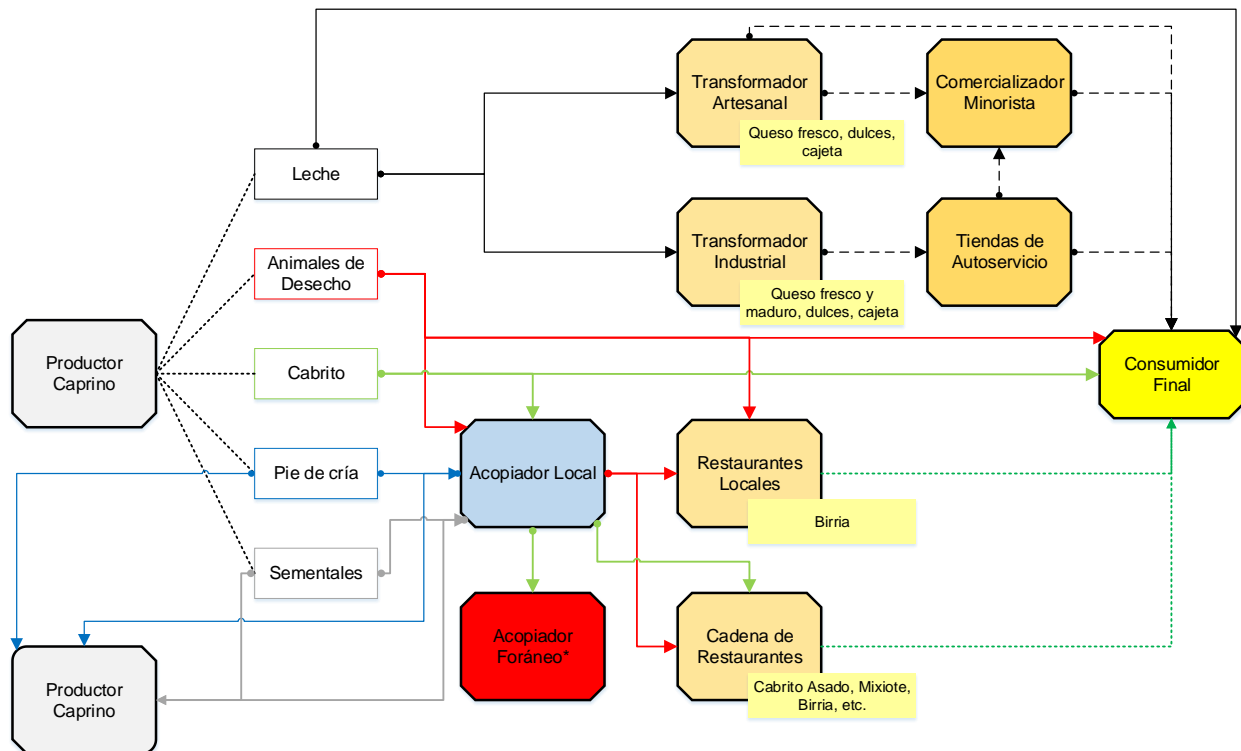 Transformador
Artesanal
Queso fresco, dulces,
cajeta
Comercializador
Minorista
Leche
Transformador
Industrial
Queso fresco y
maduro, dulces, cajeta
Tiendas de
Autoservicio
Animales de
Desecho
Productor
Caprino
Cabrito
Consumidor
Final
Pie de cría
Acopiador Local
Restaurantes
Locales
Birria
Sementales
Acopiador
Foráneo*
Cadena de
Restaurantes
Cabrito Asado, Mixiote,
Birria, etc.
Productor
Caprino